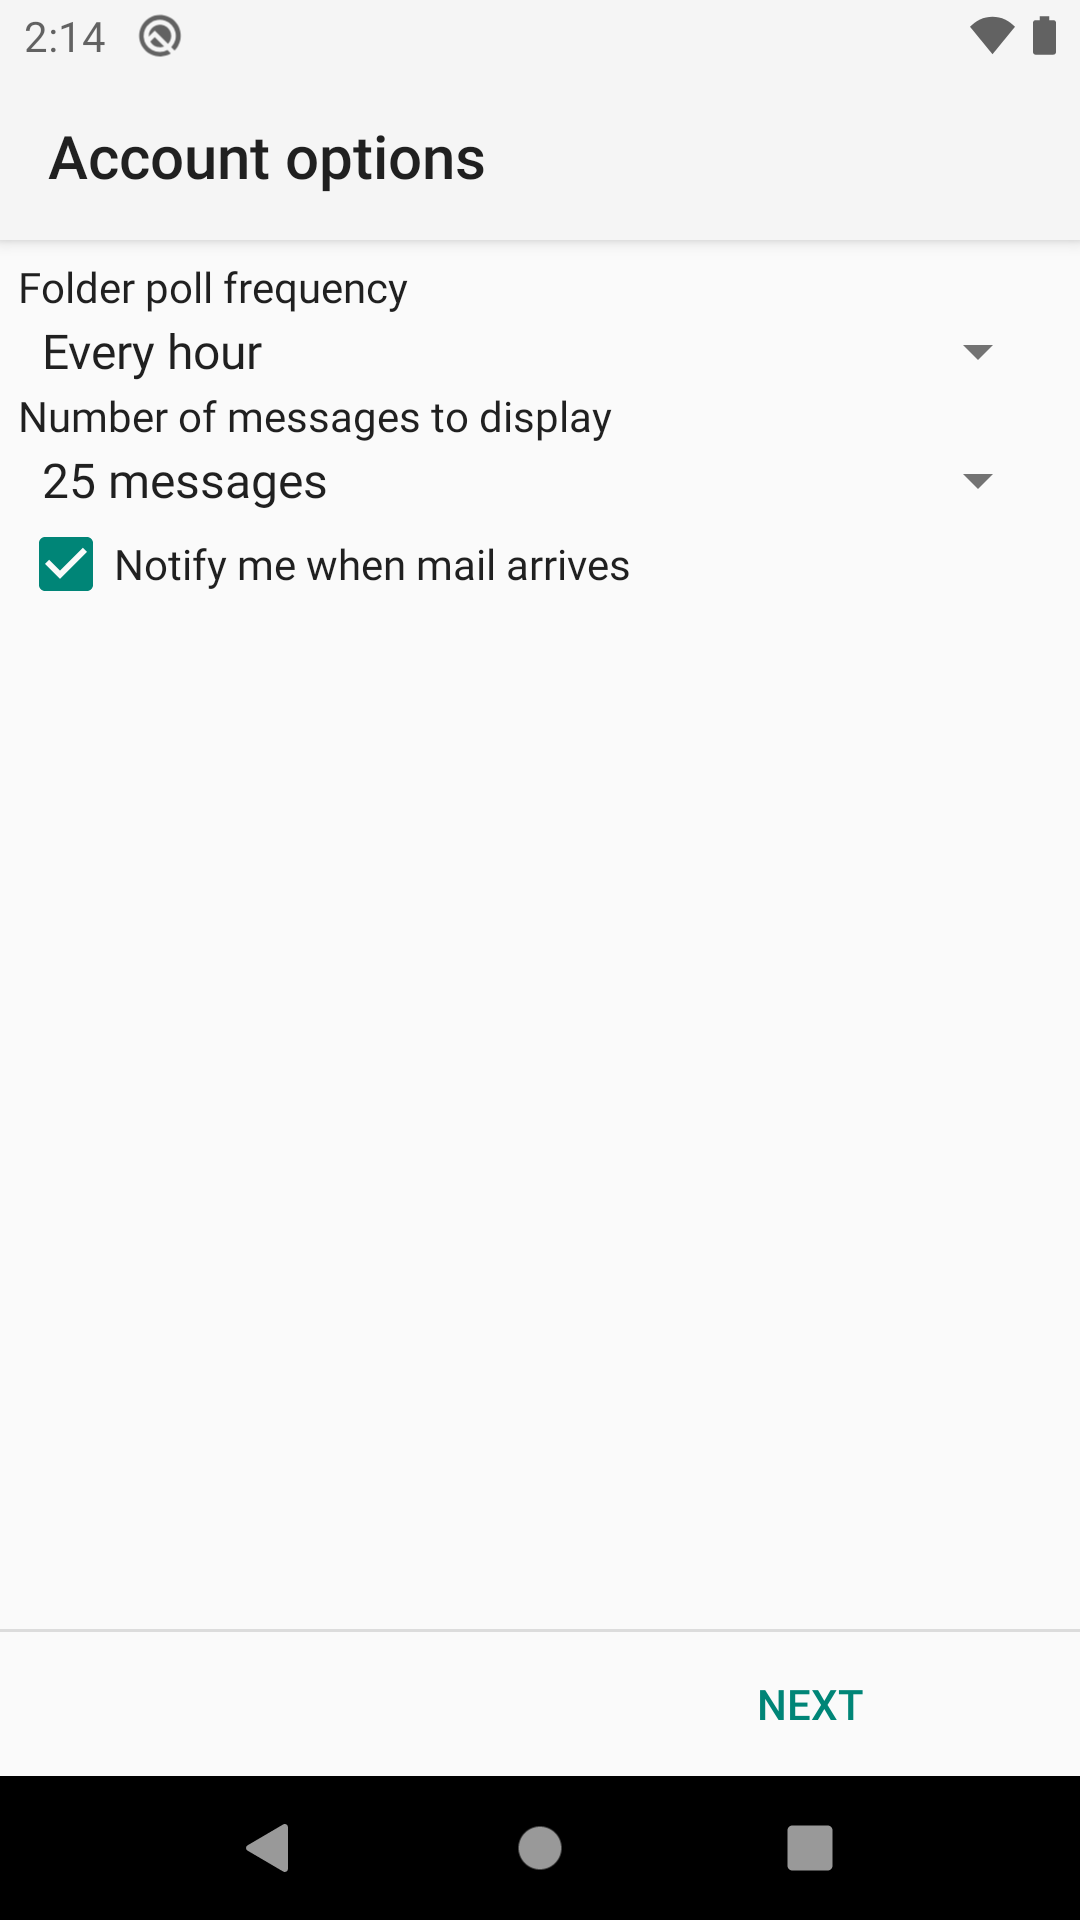 2:14
Account options
Folder poll frequency
Every hour
Number of messages to display
25 messages
Notify me when mail arrives
NEXT